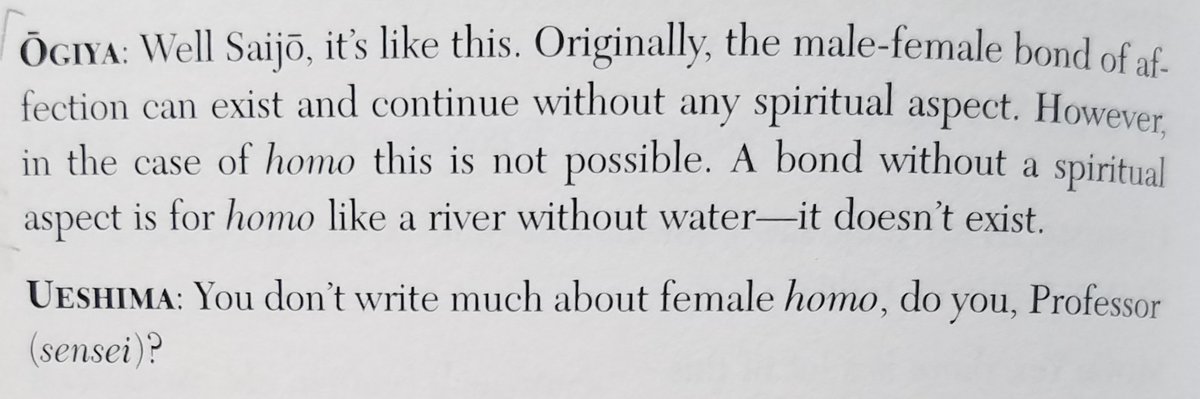 ŌGIYA: Well Saijō, it's like this. Originally, the male-female bond of af-
fection can exist and continue without any spiritual aspect. However,
in the case of homo this is not possible. A bond without a spiritual
aspect is for homo like a river without water—it doesn't exist.
UESHIMA: You don't write much about female homo, do you, Professor
(sensei)?